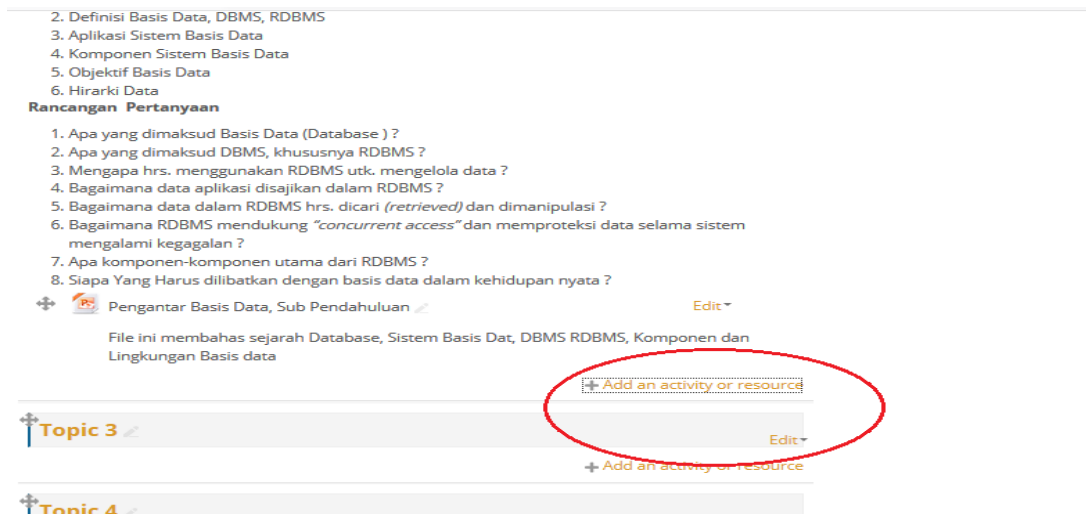 2. Definisi Basis Data, DBMS, RDBMS
3. Aplikasi Sistem Basis Data
4. Komponen Sistem Basis Data
5. Objektif Basis Data
6. Hirarki Data
Rancangan Pertanyaan
1. Apa yang dimaksud Basis Data (Database ) ?
2. Apa yang dimaksud DBMS, khususnya RDBMS ?
3. Mengapa hrs. menggunakan RDBMS utk. mengelola data ?
4. Bagaimana data aplikasi disajikan dalam RDBMS ?
5. Bagaimana data dalam RDBMS hrs. dicari (retrieved) dan dimanipulasi ?
6. Bagaimana RDBMS mendukung “concurrent access” dan memproteksi data selama sistem
mengalami kegagalan ?
7. Apa komponen-komponen utama dari RDBMS ?
8. Siapa Yang Harus dilibatkan dengan basis data dalam kehidupan nyata ?
Pengantar Basis Data, Sub Pendahuluan Edit
File ini membahas sejarah Database, Sistem Basis Dat, DBMS RDBMS, Komponen dan
Lingkungan Basis data
Add an activity or resource
Topic 3
Edit
Add an activity or resource
Topic 4